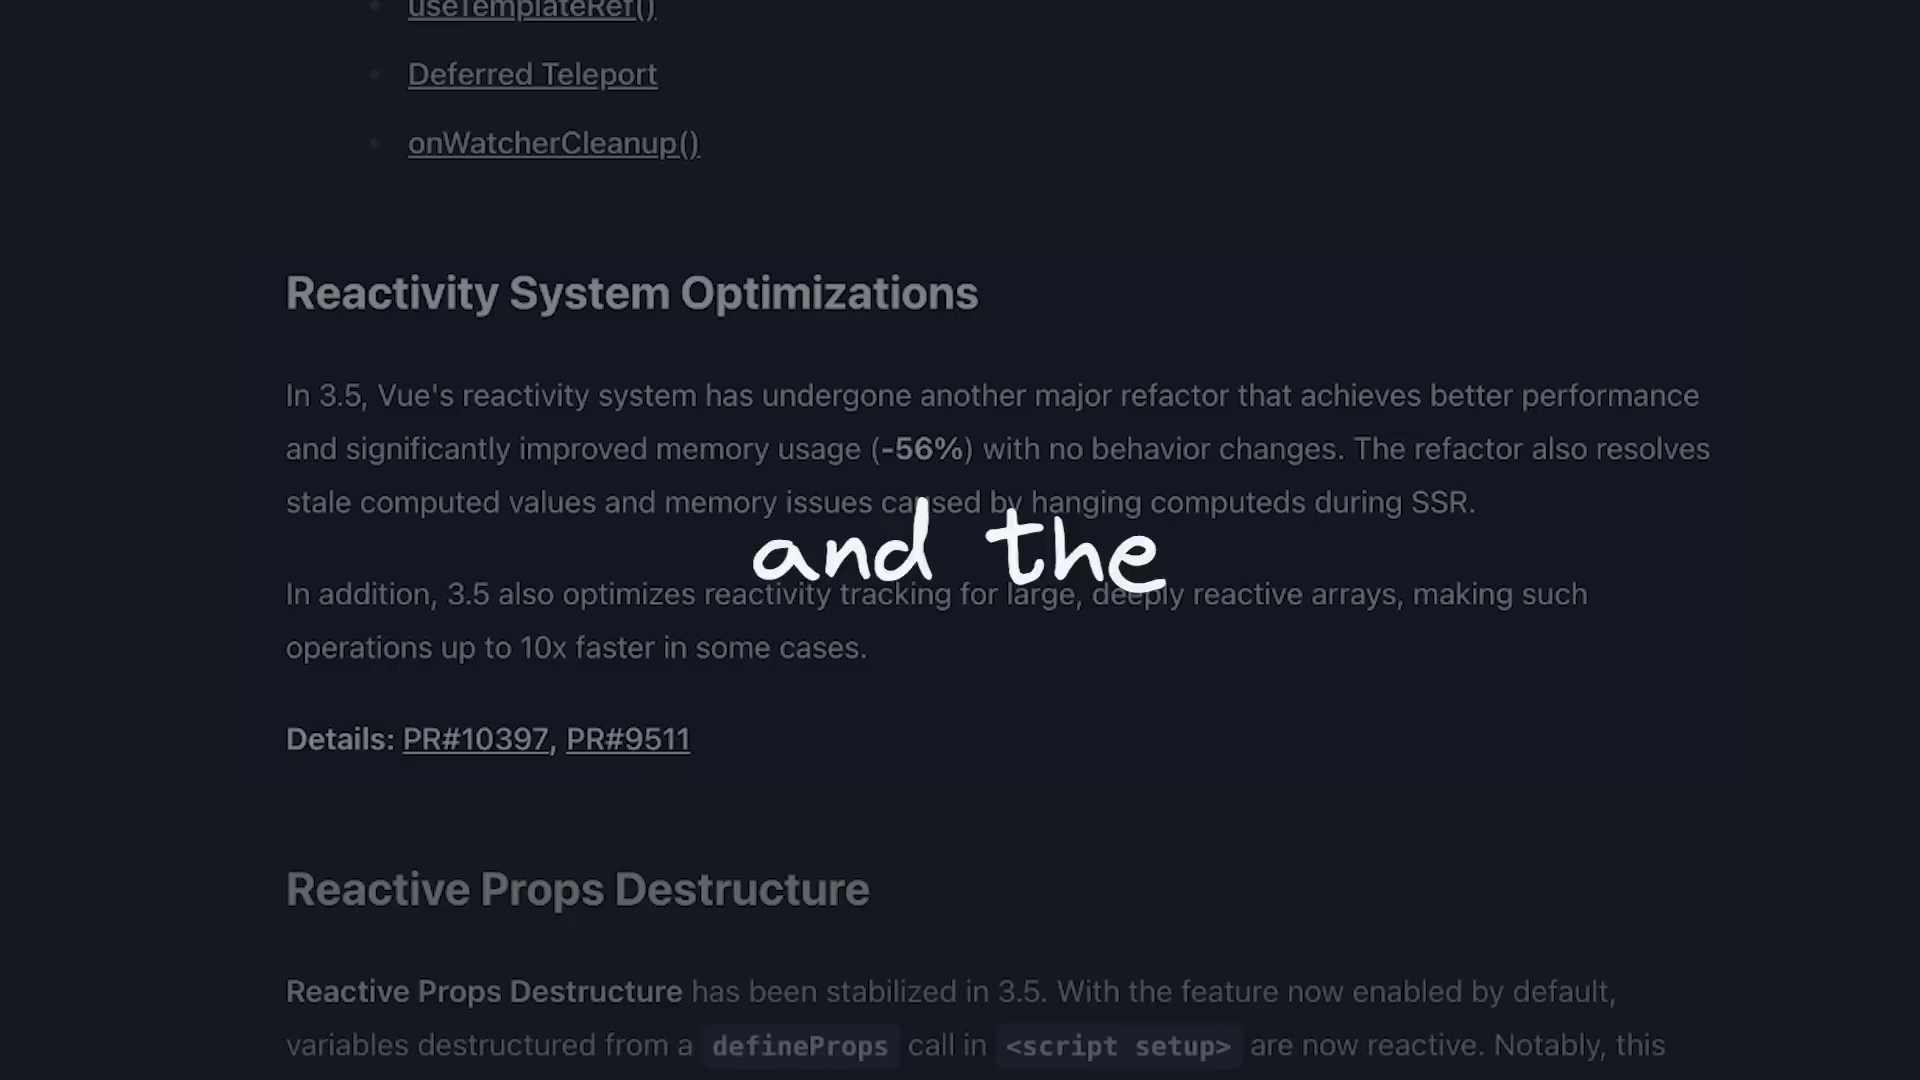 useTemplateRef()
Deferred Teleport
onWatcherCleanup()
Reactivity System Optimizations
In 3.5, Vue's reactivity system has undergone another major refactor that achieves better performance
and significantly improved memory usage (-56%) with no behavior changes. The refactor also resolves
stale computed values and memory issues caused by hanging computeds during SSR.
and the
In addition, 3.5 also optimizes reactivity tracking for large, deeply reactive arrays, making such
operations up to 10x faster in some cases.
Details: PR#10397, PR#9511
Reactive Props Destructure
Reactive Props Destructure has been stabilized in 3.5. With the feature now enabled by default,
variables destructured from a defineProps call in <script setup> are now reactive. Notably, this